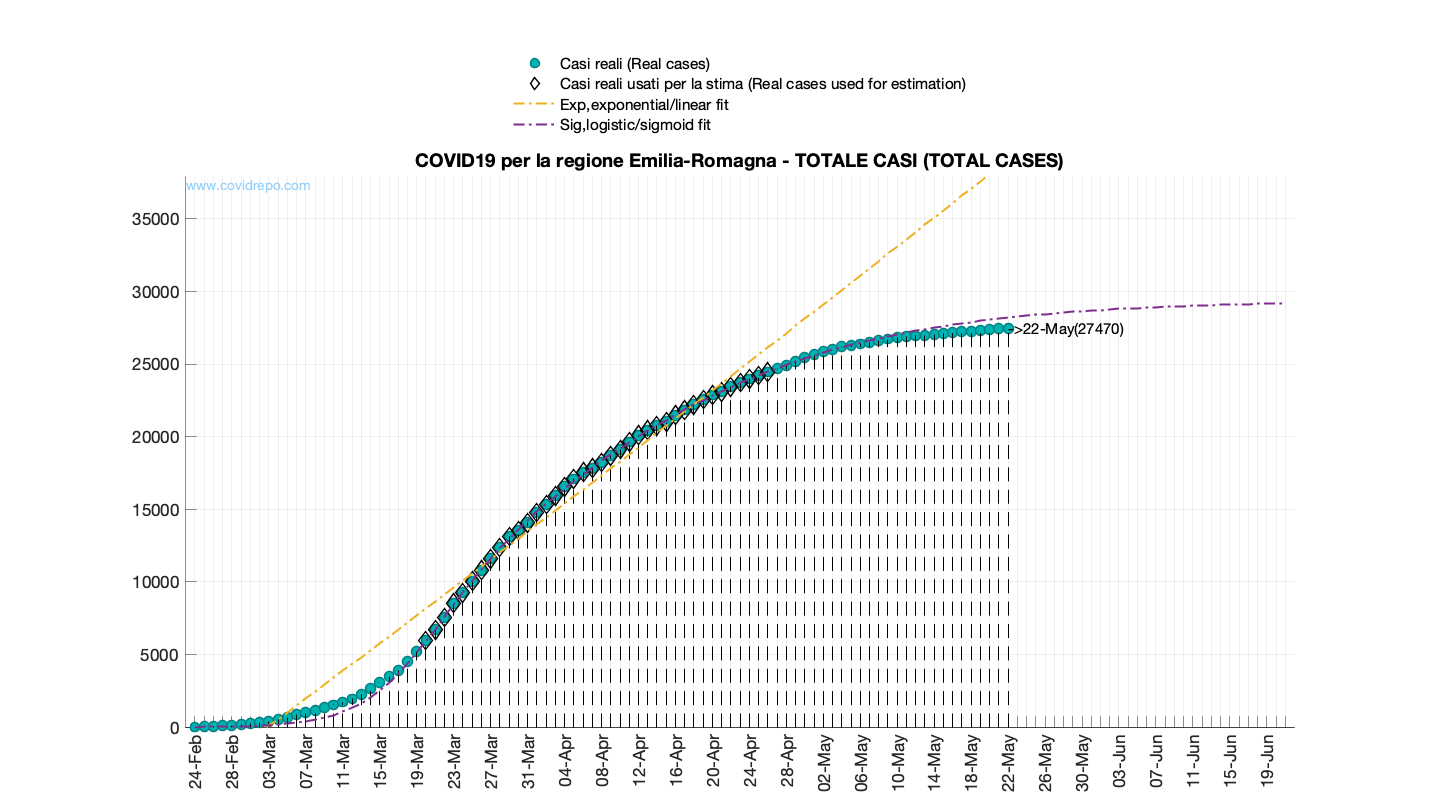 Casi reali (Real cases)
Casi reali usati per la stima (Real cases used for estimation)
Exp,exponential/linear fit
Sig,logistic/sigmoid fit
COVID19 per la regione Emilia-Romagna - TOTALE CASI (TOTAL CASES)
www.covidrepo.com
35000
30000
25000
20000
15000
10000
5000
0
->22-May(27470)
24-Feb
28-Feb
03-Mar
07-Mar
11-Mar
15-Mar
19-Mar
23-Mar
27-Mar
31-Mar
04-Apr
08-Apr
12-Apr
16-Apr
20-Apr
24-Apr
28-Apr
02-May
06-May
10-May
14-May
18-May
22-May
26-May
30-May
03-Jun
07-Jun
11-Jun
15-Jun
19-Jun